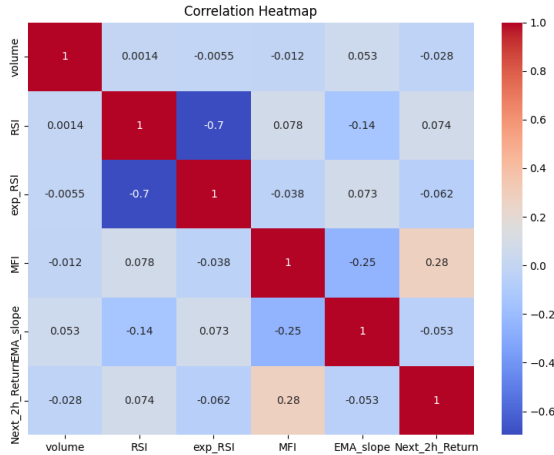 Correlation Heatmap
volume 1 0.0014 -0.0055 -0.012 0.053 -0.028
RSI 0.0014 1 -0.7 0.078 -0.14 0.074
exp_RSI -0.0055 -0.7 1 -0.038 0.073 -0.062
MFI -0.012 0.078 -0.038 1 -0.25 0.28
EMA_slope 0.053 -0.14 0.073 -0.25 1 -0.053
Next_2h_Return -0.028 0.074 -0.062 0.28 -0.053 1
volume RSI exp_RSI MFI EMA_slope Next_2h_Return
1.0
0.8
0.6
0.4
0.2
0.0
-0.2
-0.4
-0.6